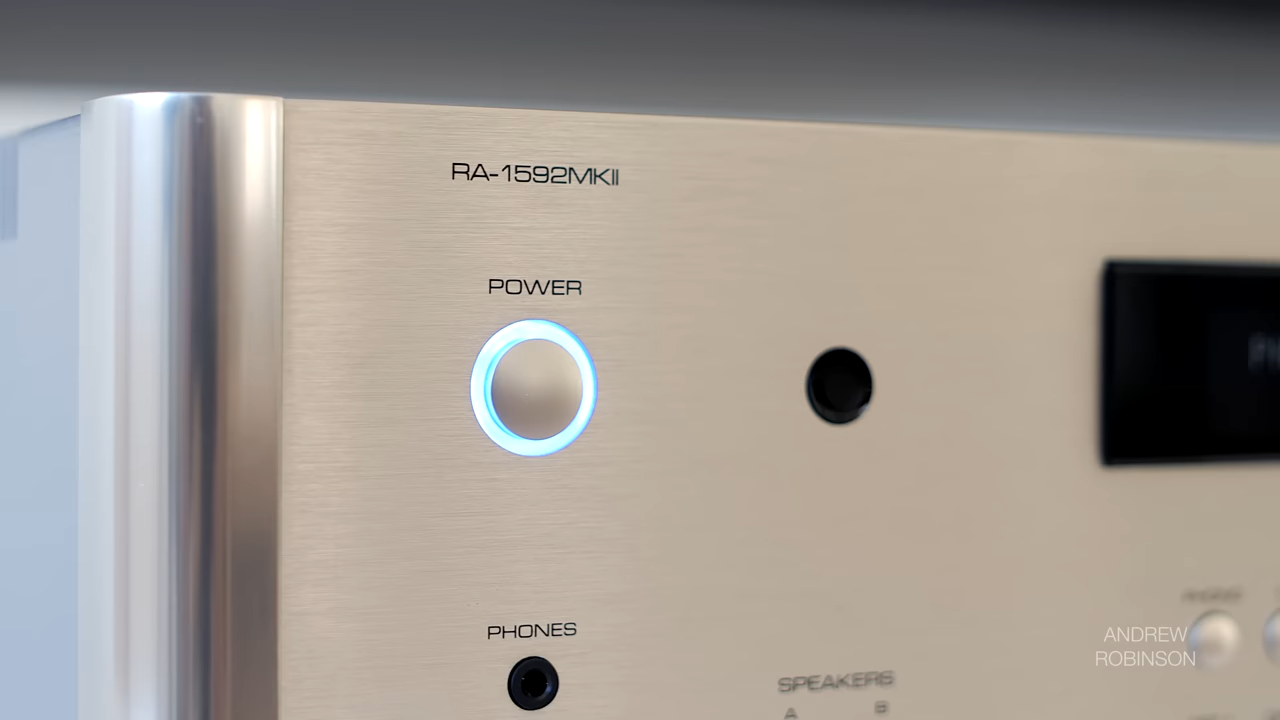 RA-1592MKII
POWER
PHONES
SPEAKERS
A B
ANDREW
ROBINSON